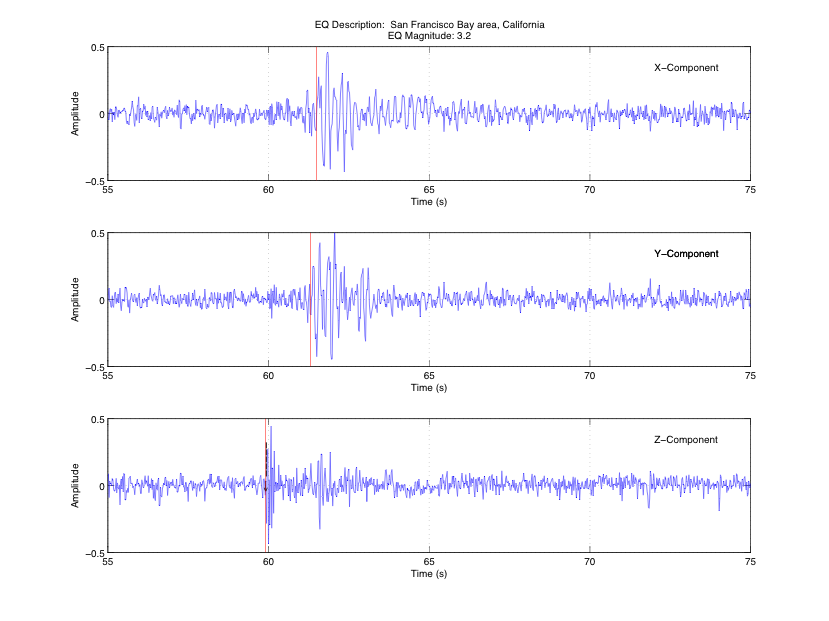 EQ Description:  San Francisco Bay area, California
EQ Magnitude: 3.2
0.5
X−Component
Amplitude
0
−0.5
55 60 65 70 75
Time (s)
0.5
Y−Component
Amplitude
0
−0.5
55 60 65 70 75
Time (s)
0.5
Z−Component
Amplitude
0
−0.5
55 60 65 70 75
Time (s)